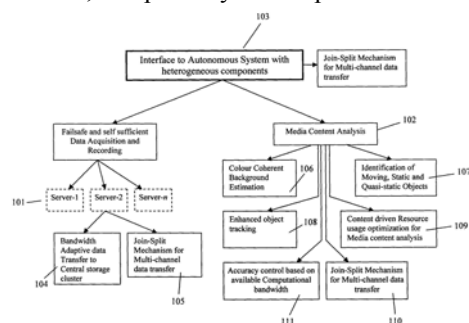 103
Interface to Autonomous System with
heterogeneous components
Join-Split Mechanism
for Multi-channel data
transfer
Failsafe and self sufficient
Data Acquisition and
Recording
Media Content Analysis
102
101
Server-1
Server-2
Server-n
Colour Coherent
Background
Estimation
106
Identification of
Moving, Static and
Quasi-static Objects
107
Enhanced object
tracking
108
Content driven Resource
usage optimization for
Media content analysis
109
Bandwidth
Adaptive data
Transfer to
Central storage
cluster
104
Join-Split
Mechanism for
Multi-channel
data transfer
105
Accuracy control based on
available Computational
bandwidth
111
Join-Split Mechanism for
Multi-channel data
transfer
110